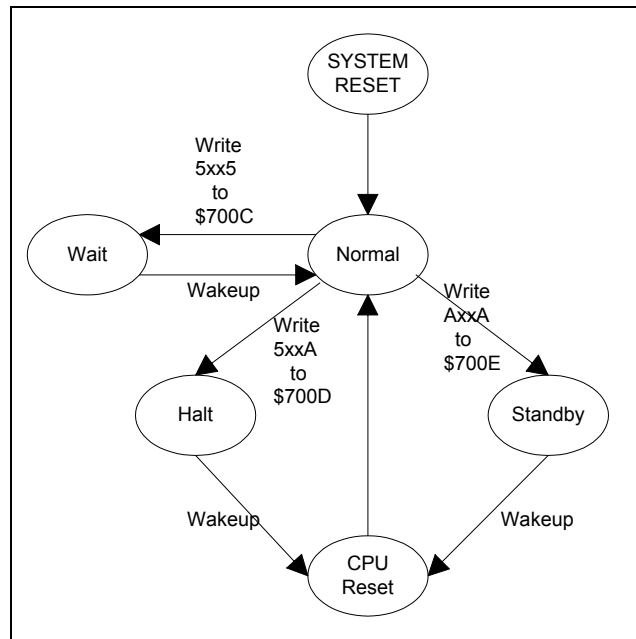 SYSTEM
RESET
Write
5xx5
to
$700C
Wait
Normal
Wakeup
Write
5xxA
to
$700D
Write
AxxA
to
$700E
Halt
Standby
Wakeup
Wakeup
CPU
Reset